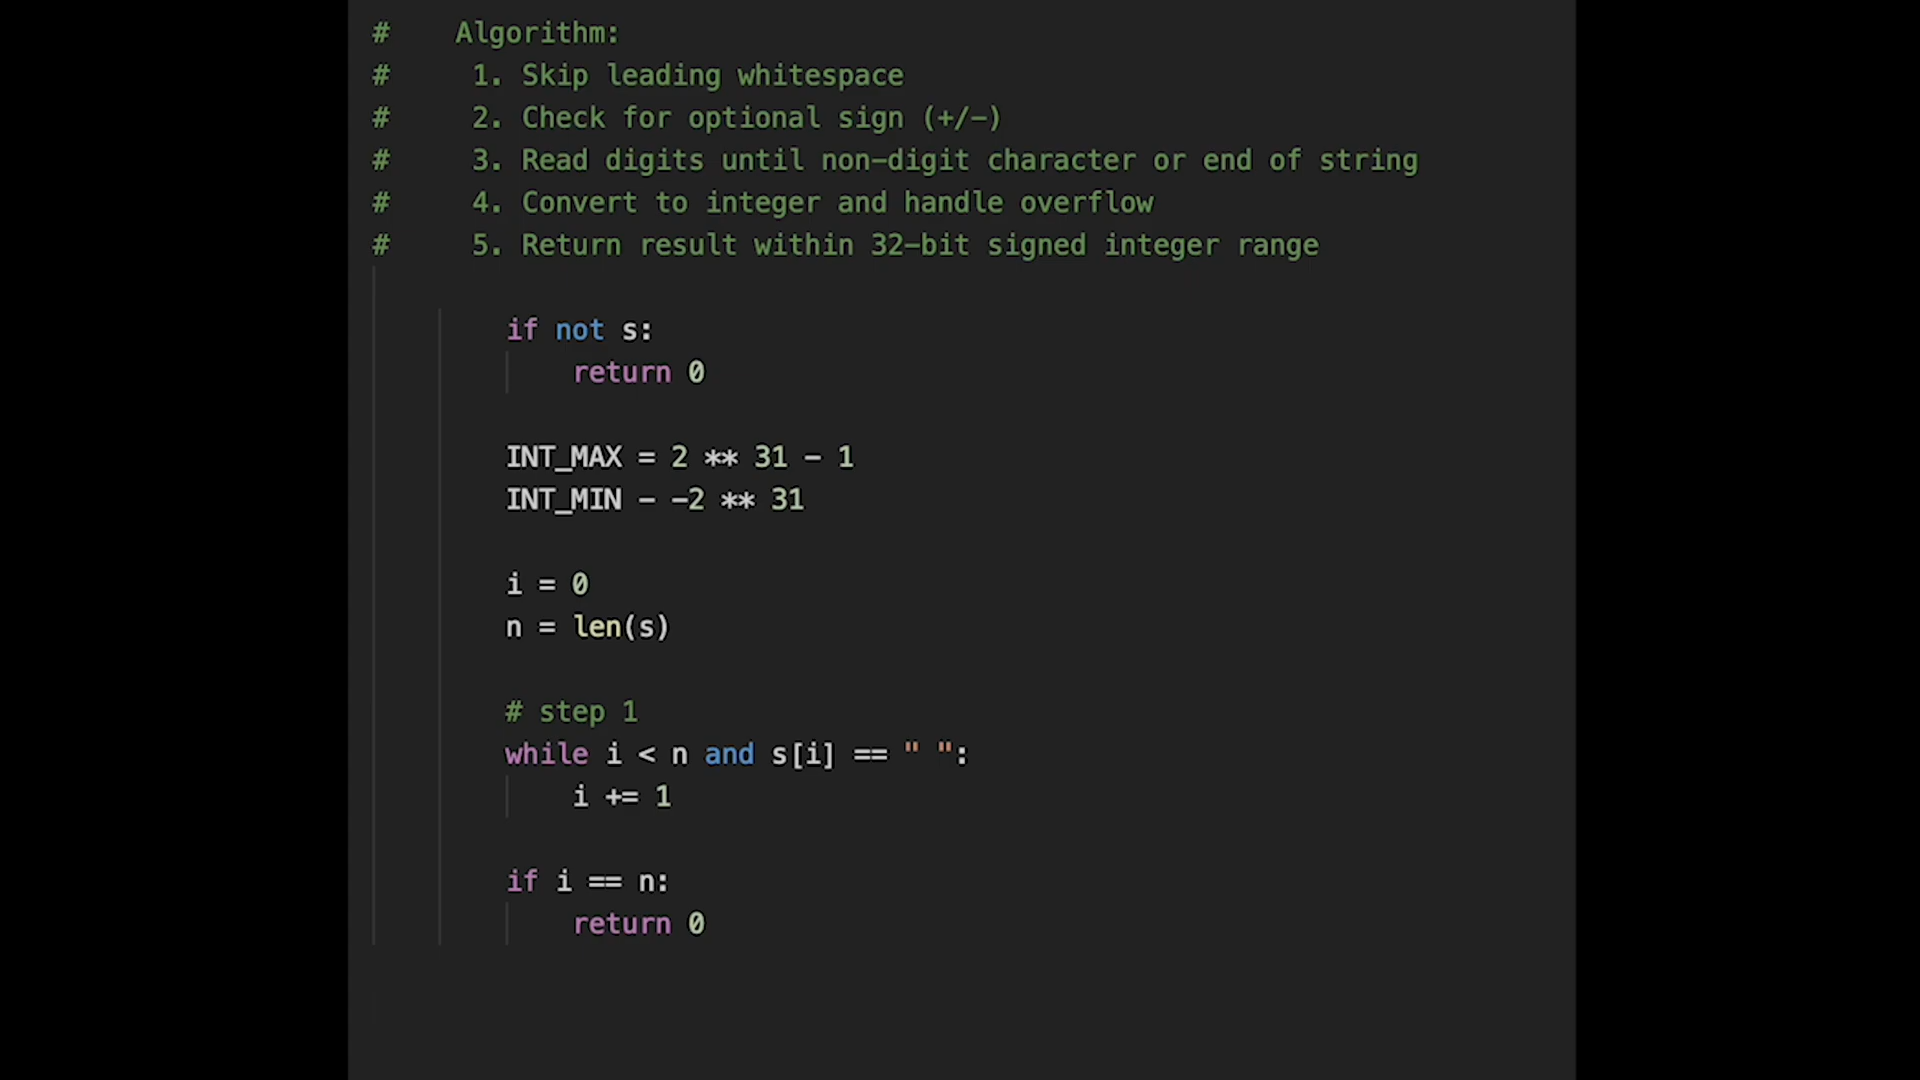 # Algorithm:
# 1. Skip leading whitespace
# 2. Check for optional sign (+/-)
# 3. Read digits until non-digit character or end of string
# 4. Convert to integer and handle overflow
# 5. Return result within 32-bit signed integer range
if not s:
return 0
INT_MAX = 2 ** 31 - 1
INT_MIN - -2 ** 31
i = 0
n = len(s)
# step 1
while i < n and s[i] == " ":
i += 1
if i == n:
return 0